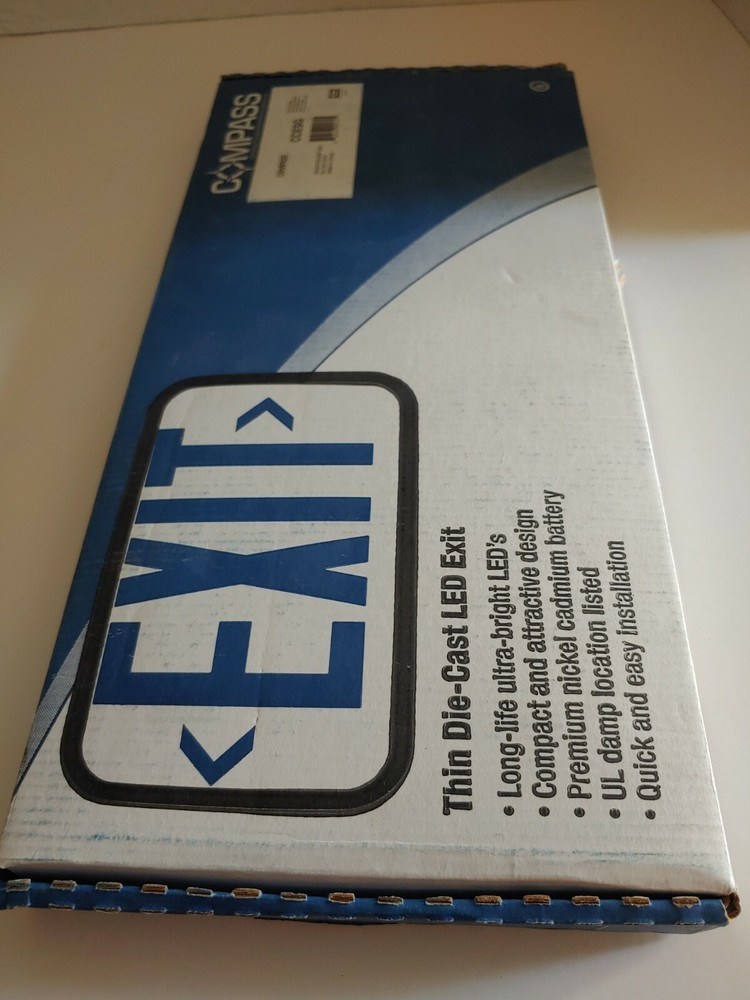 COMPASS
CCESG
EXIT
Thin Die-Cast LED Exit
• Long-life ultra-bright LED's
• Compact and attractive design
• Premium nickel cadmium battery
• UL damp location listed
• Quick and easy installation